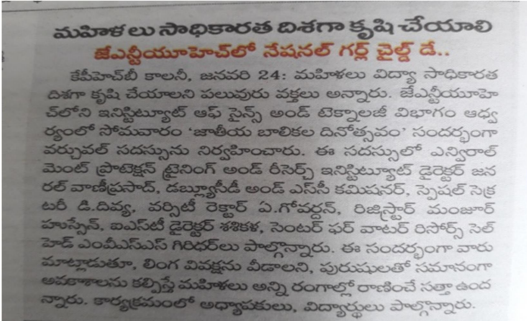 మహిళలు సాధికారత దిశగా కృషి చేయాలి
జేఎన్టీయూహెచ్‌లో నేషనల్ గర్ల్ చైల్డ్ డే..
కేపీహెచ్‌బీ కాలనీ, జనవరి 24: మహిళలు విద్యా సాధికారత
దిశగా కృషి చేయాలని పలువురు వక్తలు అన్నారు. జేఎన్టీయూహె
చ్‌లోని ఇనిస్టిట్యూట్ ఆఫ్ సైన్స్ అండ్ టెక్నాలజీ విభాగం ఆధ్వ
ర్యంలో సోమవారం ‘జాతీయ బాలికల దినోత్సవం’ సందర్భంగా
వర్చువల్ సదస్సును నిర్వహించారు. ఈ సదస్సులో ఎన్విరాల్
మెంట్ ప్రొటెక్షన్ ట్రైనింగ్ అండ్ రీసెర్చ్ ఇనిస్టిట్యూట్ డైరెక్టర్ జన
రల్ వాణీప్రసాద్, డబ్ల్యూసీడీ అండ్ ఎస్‌సీ కమిషనర్, స్పెషల్ సెక్ర
టరీ డి.దివ్య, వర్సిటీ రెక్టార్ ఏ.గోవర్దన్, రిజిస్ట్రార్ మంజూర్
హుస్సేన్, ఐఎస్‌టీ డైరెక్టర్ శశికళ, సెంటర్ ఫర్ వాటర్ రిసోర్స్ సెల్
హెడ్ ఎంవీఎస్ఎస్ గిరిధర్‌లు పాల్గొన్నారు. ఈ సందర్భంగా వారు
మాట్లాడుతూ, లింగ వివక్షను వీడాలని, పురుషులతో సమానంగా
అవకాశాలను కల్పిస్తే మహిళలు అన్ని రంగాల్లో రాణించే సత్తా ఉంద
న్నారు. కార్యక్రమంలో అధ్యాపకులు, విద్యార్థులు పాల్గొన్నారు.